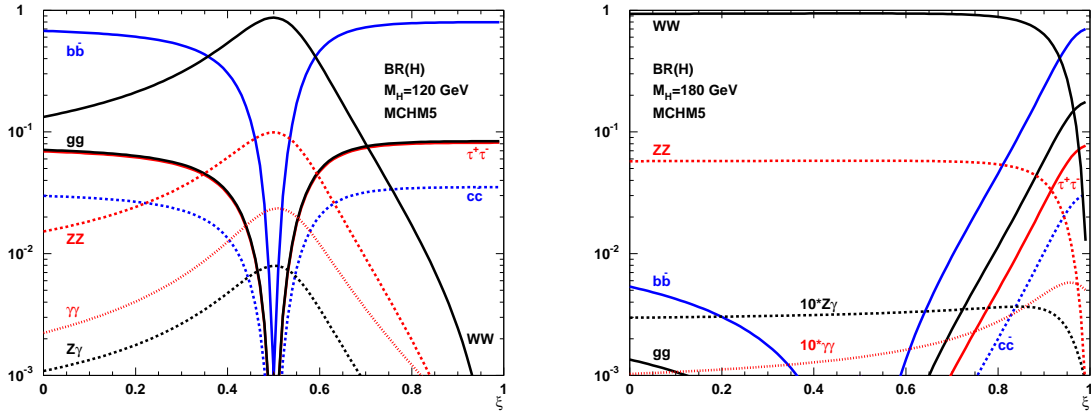 1
10⁻¹
10⁻²
10⁻³
0
0.2
0.4
0.6
0.8
1
ξ
bb̄
gg
ZZ
γγ
Zγ
BR(H)
M_H=120 GeV
MCHM5
τ⁺τ⁻
cc
WW
1
10⁻¹
10⁻²
10⁻³
0
0.2
0.4
0.6
0.8
1
ξ
WW
BR(H)
M_H=180 GeV
MCHM5
ZZ
τ⁺τ⁻
bb̄
10*Zγ
10*γγ
cc̄
gg